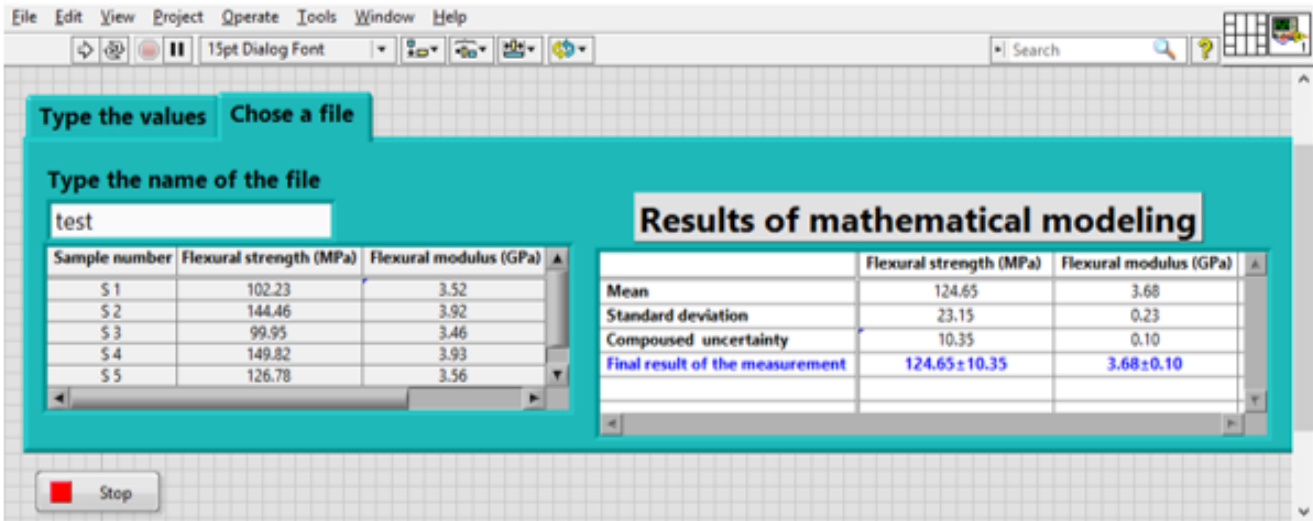 File Edit View Project Operate Tools Window Help
15pt Dialog Font Search ? 1
Type the values Chose a file
Type the name of the file
test
Results of mathematical modeling
Sample number Flexural strength (MPa) Flexural modulus (GPa)
S 1 102.23 3.52
S 2 144.46 3.92
S 3 99.95 3.46
S 4 149.82 3.93
S 5 126.78 3.56
Flexural strength (MPa) Flexural modulus (GPa)
Mean 124.65 3.68
Standard deviation 23.15 0.23
Compoused uncertainty 10.35 0.10
Final result of the measurement 124.65±10.35 3.68±0.10
Stop